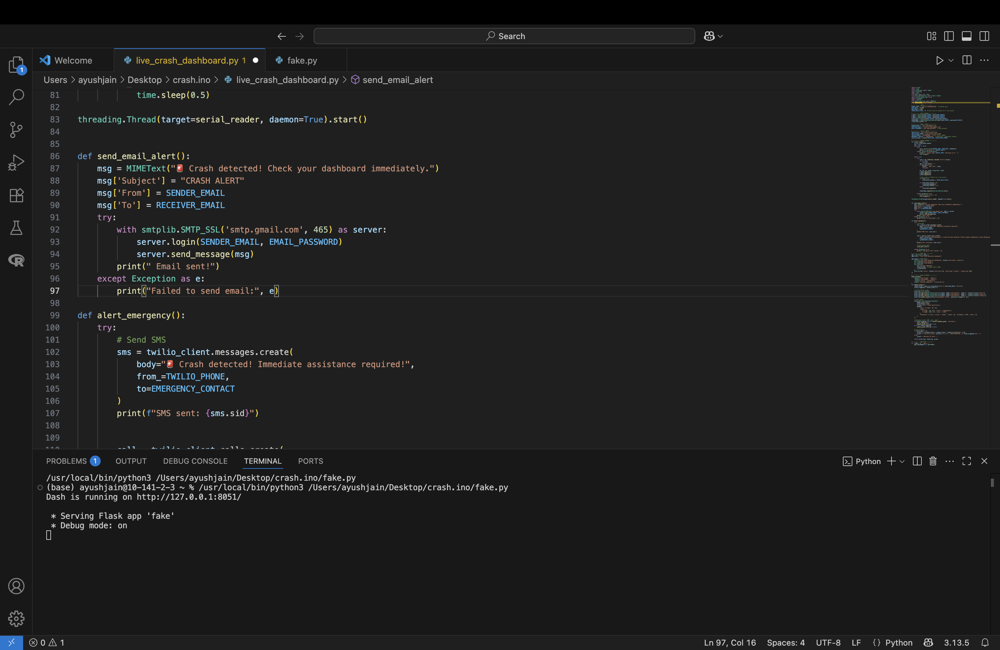 Search
Welcome
live_crash_dashboard.py 1
fake.py
1
Users > ayushjain > Desktop > crash.ino > live_crash_dashboard.py > send_email_alert
81 time.sleep(0.5)
82
83 threading.Thread(target=serial_reader, daemon=True).start()
84
85
86 def send_email_alert():
87 msg = MIMEText("🚨 Crash detected! Check your dashboard immediately.")
88 msg['Subject'] = "CRASH ALERT"
89 msg['From'] = SENDER_EMAIL
90 msg['To'] = RECEIVER_EMAIL
91 try:
92 with smtplib.SMTP_SSL('smtp.gmail.com', 465) as server:
93 server.login(SENDER_EMAIL, EMAIL_PASSWORD)
94 server.send_message(msg)
95 print(" Email sent!")
96 except Exception as e:
97 print("Failed to send email:", e)
98
99 def alert_emergency():
100 try:
101 # Send SMS
102 sms = twilio_client.messages.create(
103 body="🚨 Crash detected! Immediate assistance required!",
104 from_=TWILIO_PHONE,
105 to=EMERGENCY_CONTACT
106 )
107 print(f"SMS sent: {sms.sid}")
108
109
PROBLEMS 1 OUTPUT DEBUG CONSOLE TERMINAL PORTS
Python
/usr/local/bin/python3 /Users/ayushjain/Desktop/crash.ino/fake.py
(base) ayushjain@10-141-2-3 ~ % /usr/local/bin/python3 /Users/ayushjain/Desktop/crash.ino/fake.py
Dash is running on http://127.0.0.1:8051/
* Serving Flask app 'fake'
* Debug mode: on
0 1
Ln 97, Col 16 Spaces: 4 UTF-8 LF {} Python 3.13.5